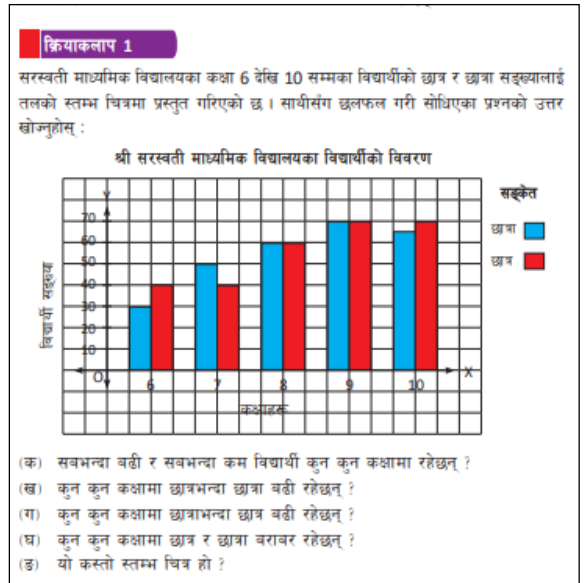 क्रियाकलाप 1
सरस्वती माध्यमिक विद्यालयका कक्षा 6 देखि 10 सम्मका विद्यार्थीको छात्र र छात्रा सङ्ख्यालाई
तलको स्तम्भ चित्रमा प्रस्तुत गरिएको छ । साथीसँग छलफल गरी सोधिएका प्रश्नको उत्तर
खोज्नुहोस् :
श्री सरस्वती माध्यमिक विद्यालयका विद्यार्थीको विवरण
सङ्केत
छात्रा
छात्र
विद्यार्थी सङ्ख्या
Y
70
60
50
40
30
20
10
O
X
6 7 8 9 10
कक्षाहरू
(क) सबभन्दा बढी र सबभन्दा कम विद्यार्थी कुन कुन कक्षामा रहेछन् ?
(ख) कुन कुन कक्षामा छात्रभन्दा छात्रा बढी रहेछन् ?
(ग) कुन कुन कक्षामा छात्राभन्दा छात्र बढी रहेछन् ?
(घ) कुन कुन कक्षामा छात्र र छात्रा बराबर रहेछन् ?
(ङ) यो कस्तो स्तम्भ चित्र हो ?